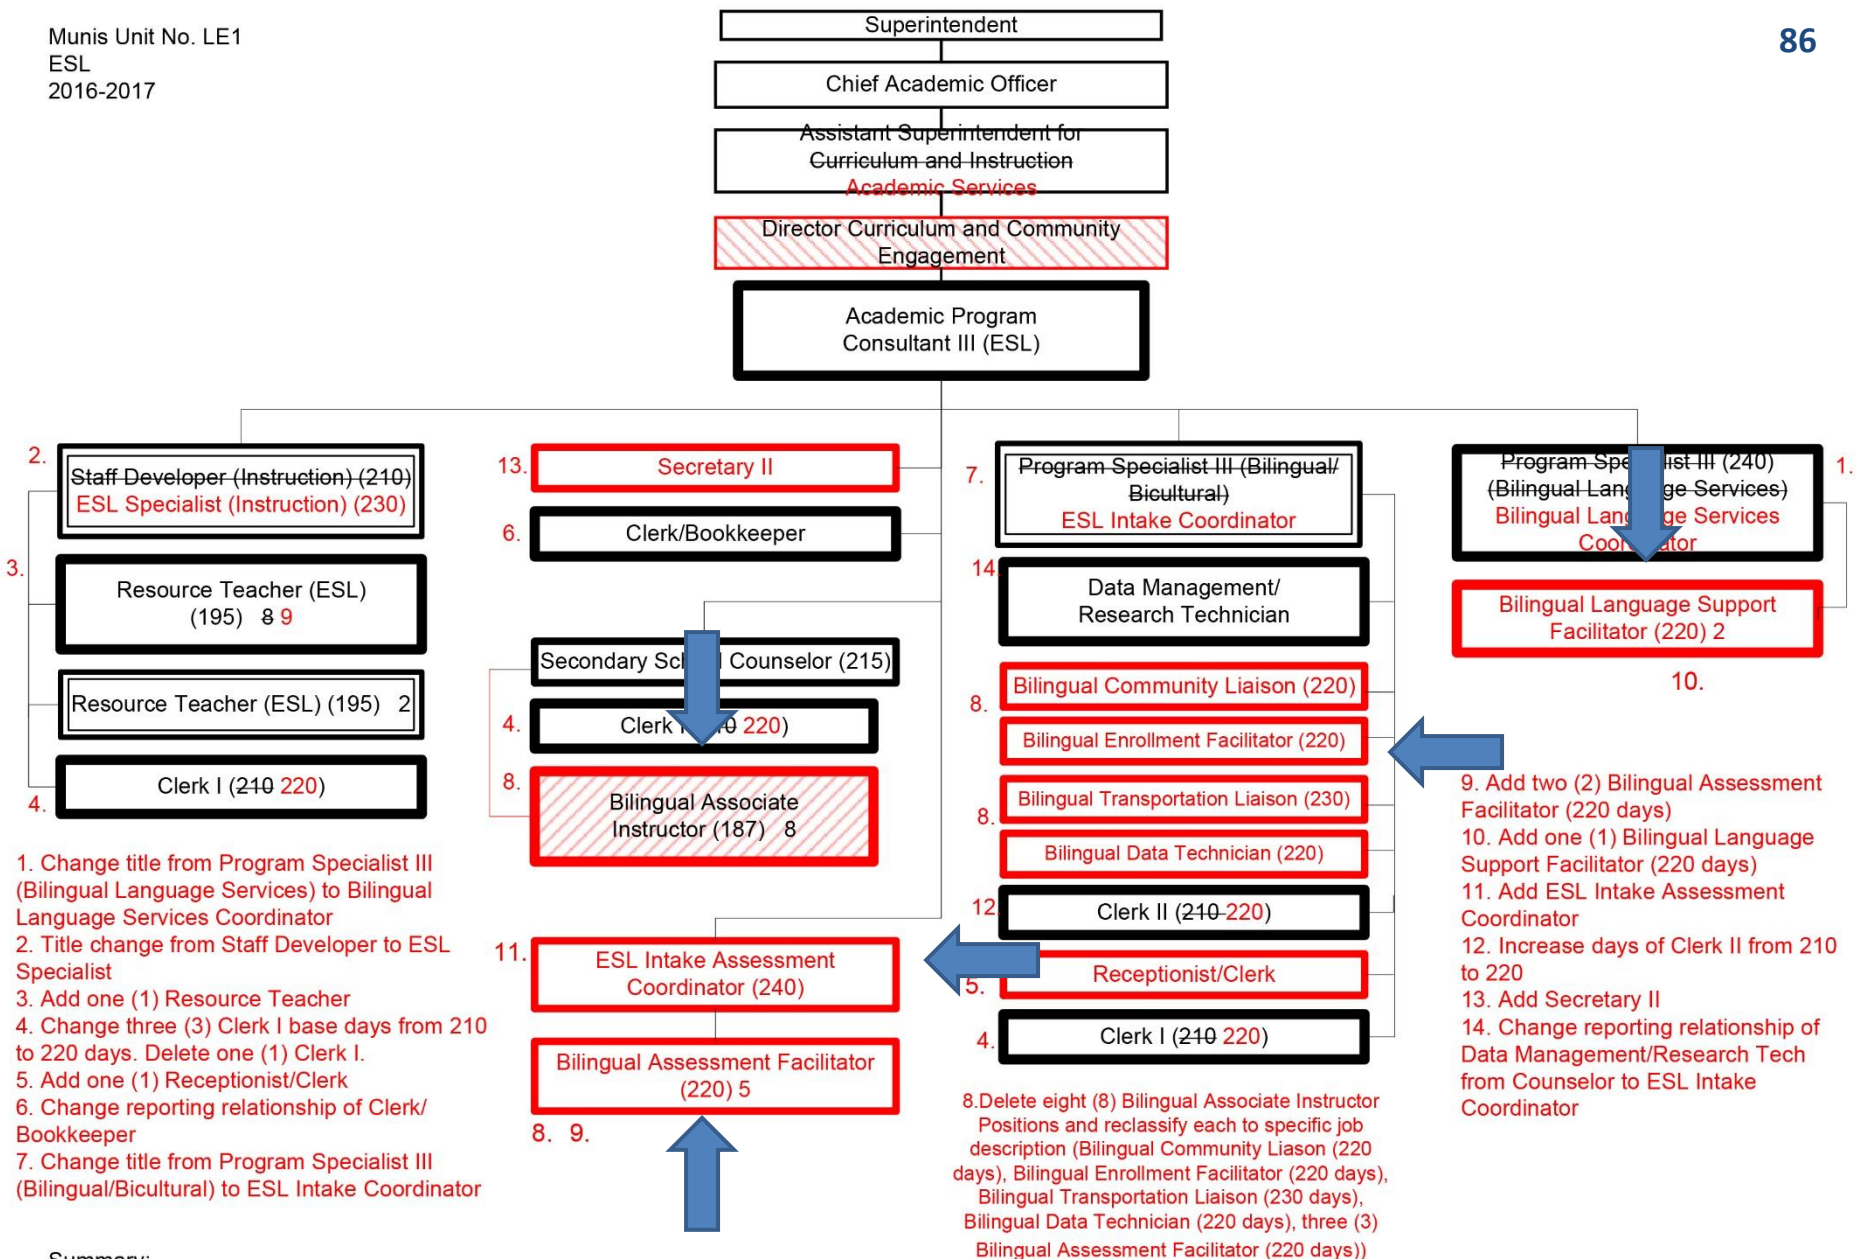 Munis Unit No. LE1
ESL
2016-2017
86
Superintendent
Chief Academic Officer
Assistant Superintendent for
Curriculum and Instruction
Academic Services
Director Curriculum and Community
Engagement
Academic Program
Consultant III (ESL)
2.
Staff Developer (Instruction) (210)
ESL Specialist (Instruction) (230)
3.
Resource Teacher (ESL)
(195) 8 9
Resource Teacher (ESL) (195) 2
4.
Clerk I (210 220)
13.
Secretary II
6.
Clerk/Bookkeeper
Secondary Counselor (215)
4.
Clerk 220)
8.
Bilingual Associate
Instructor (187) 8
11.
ESL Intake Assessment
Coordinator (240)
Bilingual Assessment Facilitator
(220) 5
8. 9.
7.
Program Specialist III (Bilingual/
Bicultural)
ESL Intake Coordinator
14.
Data Management/
Research Technician
8.
Bilingual Community Liaison (220)
Bilingual Enrollment Facilitator (220)
8.
Bilingual Transportation Liaison (230)
Bilingual Data Technician (220)
12.
Clerk II (210 220)
5.
Receptionist/Clerk
4.
Clerk I (210 220)
1.
Program III (240)
(Bilingual Services)
Bilingual Services
Bilingual Language Support
Facilitator (220) 2
10.
1. Change title from Program Specialist III
(Bilingual Language Services) to Bilingual
Language Services Coordinator
2. Title change from Staff Developer to ESL
Specialist
3. Add one (1) Resource Teacher
4. Change three (3) Clerk I base days from 210
to 220 days. Delete one (1) Clerk I.
5. Add one (1) Receptionist/Clerk
6. Change reporting relationship of Clerk/
Bookkeeper
7. Change title from Program Specialist III
(Bilingual/Bicultural) to ESL Intake Coordinator
8.Delete eight (8) Bilingual Associate Instructor
Positions and reclassify each to specific job
description (Bilingual Community Liason (220
days), Bilingual Enrollment Facilitator (220 days),
Bilingual Transportation Liaison (230 days),
Bilingual Data Technician (220 days), three (3)
Bilingual Assessment Facilitator (220 days))
9. Add two (2) Bilingual Assessment
Facilitator (220 days)
10. Add one (1) Bilingual Language
Support Facilitator (220 days)
11. Add ESL Intake Assessment
Coordinator
12. Increase days of Clerk II from 210
to 220
13. Add Secretary II
14. Change reporting relationship of
Data Management/Research Tech
from Counselor to ESL Intake
Coordinator
Summary: